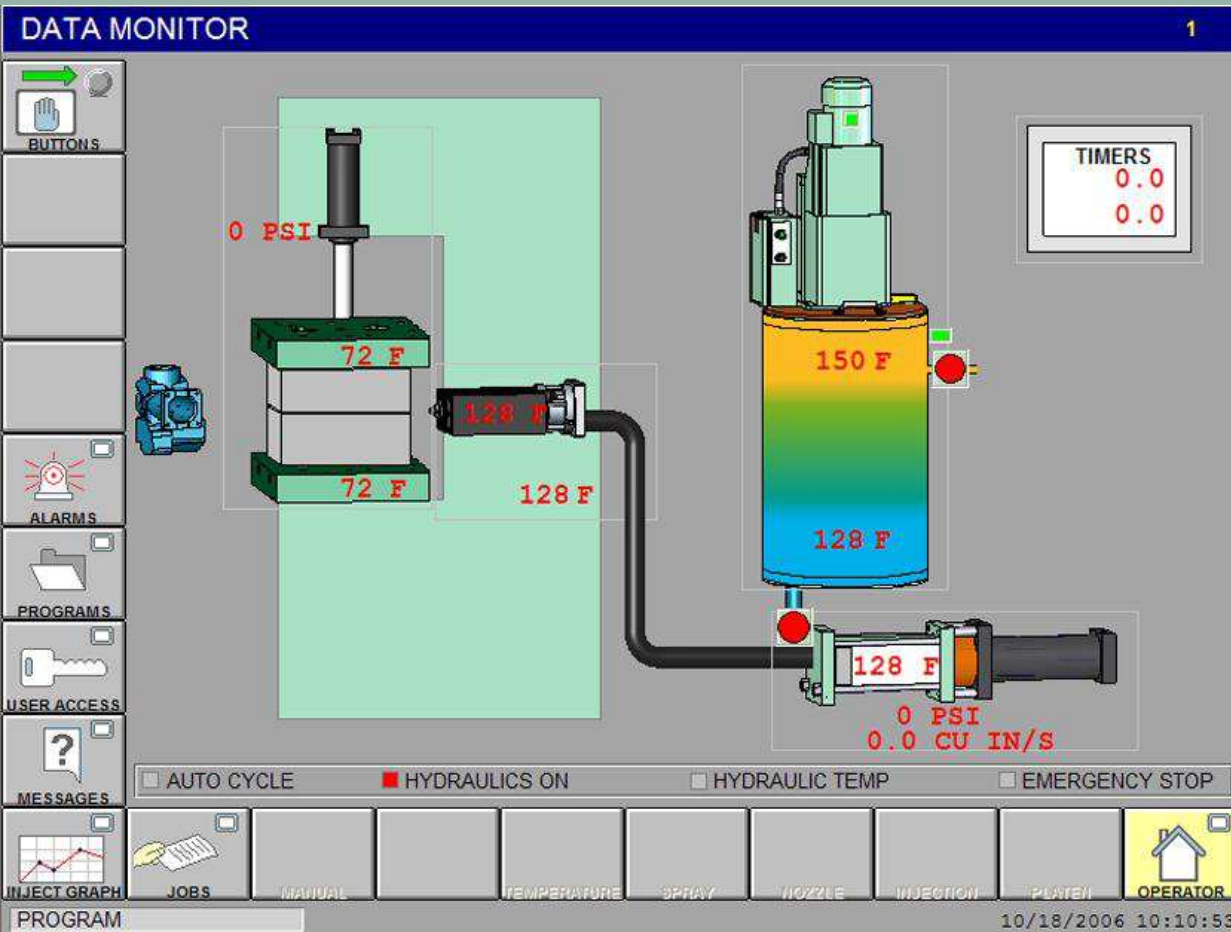 DATA MONITOR
1
BUTTONS
TIMERS
0.0
0.0
0 PSI
72 F
150 F
128 F
72 F
128 F
128 F
ALARMS
PROGRAMS
128 F
USER ACCESS
0 PSI
0.0 CU IN/S
?
MESSAGES
AUTO CYCLE
HYDRAULICS ON
HYDRAULIC TEMP
EMERGENCY STOP
INJECT GRAPH
JOBS
MANUAL
TEMPERATURE
SPRAY
NOZZLE
INJECTION
PLATEN
OPERATOR
PROGRAM
10/18/2006 10:10:53